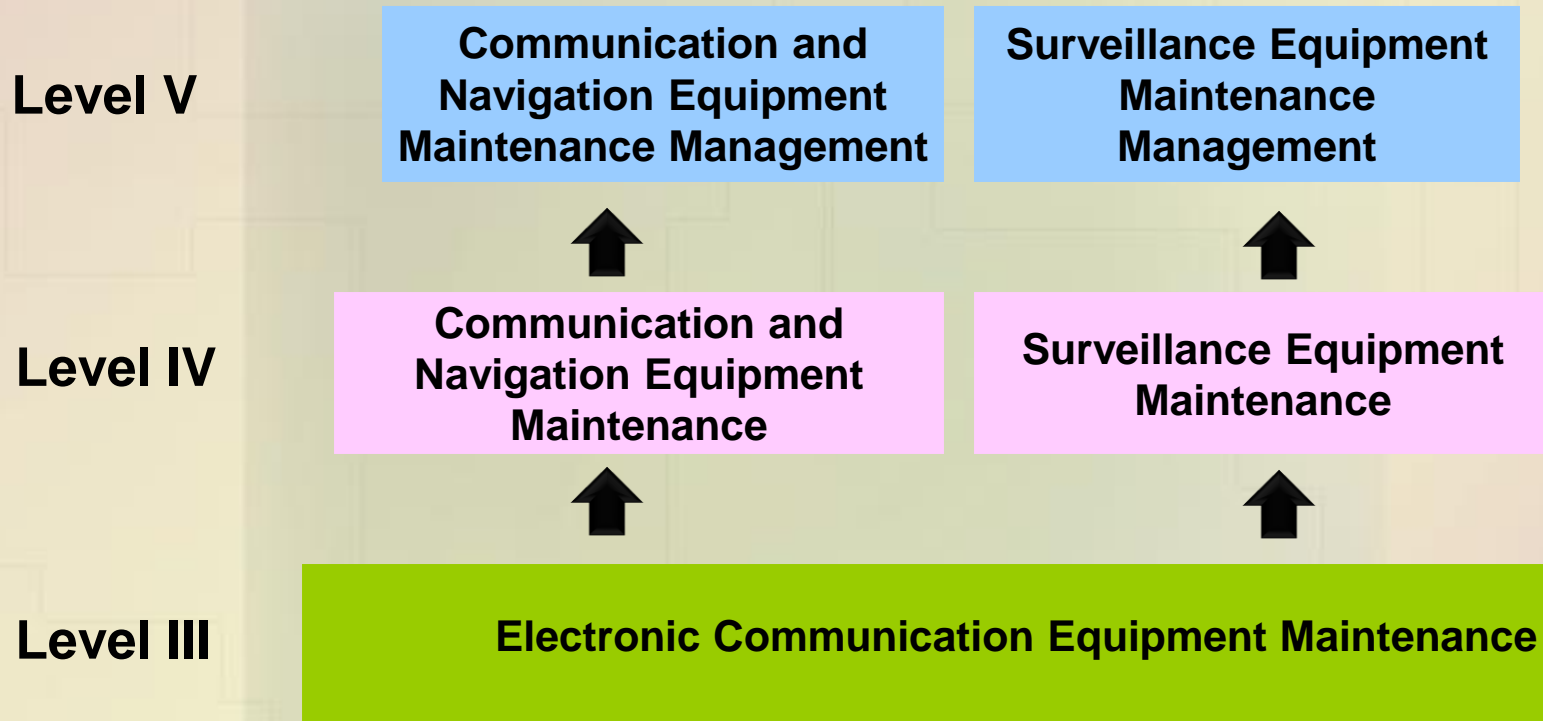 Level V
Communication and
Navigation Equipment
Maintenance Management
Surveillance Equipment
Maintenance
Management
Level IV
Communication and
Navigation Equipment
Maintenance
Surveillance Equipment
Maintenance
Level III
Electronic Communication Equipment Maintenance